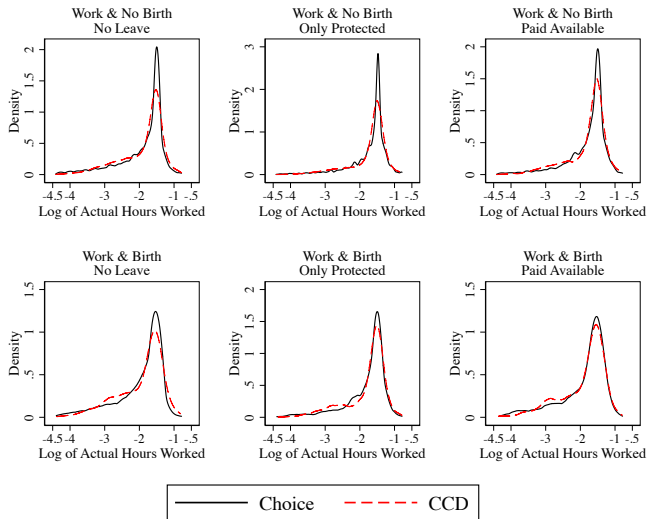 Work & No Birth
No Leave
Work & No Birth
Only Protected
Work & No Birth
Paid Available
Density
0 .5 1 1.5 2
-4.5 -4 -3 -2 -1 -.5
Log of Actual Hours Worked
Density
0 1 2 3
-4.5 -4 -3 -2 -1 -.5
Log of Actual Hours Worked
Density
0 .5 1 1.5 2
-4.5 -4 -3 -2 -1 -.5
Log of Actual Hours Worked
Work & Birth
No Leave
Work & Birth
Only Protected
Work & Birth
Paid Available
Density
0 .5 1 1.5
-4.5 -4 -3 -2 -1 -.5
Log of Actual Hours Worked
Density
0 .5 1 1.5 2
-4.5 -4 -3 -2 -1 -.5
Log of Actual Hours Worked
Density
0 .5 1 1.5
-4.5 -4 -3 -2 -1 -.5
Log of Actual Hours Worked
Choice CCD